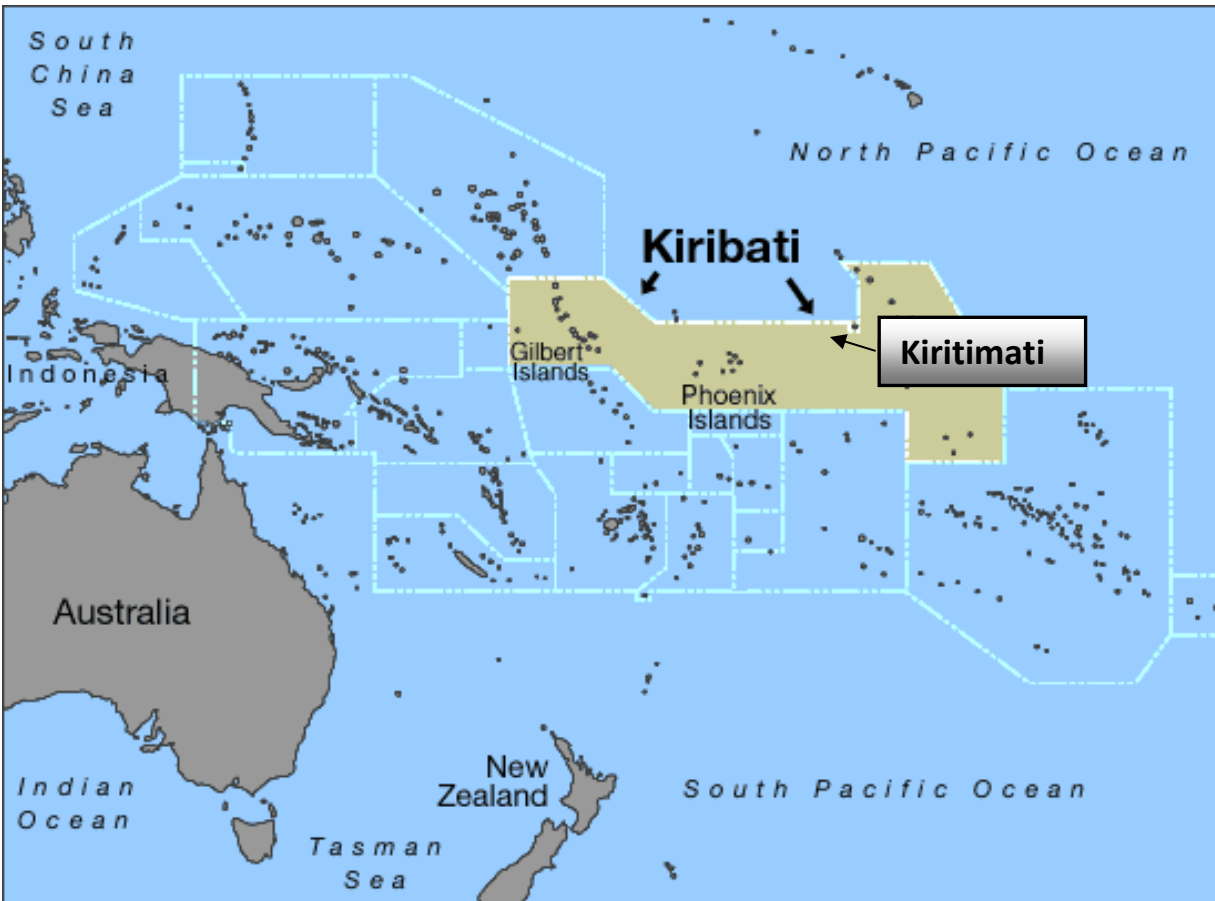 South
China
Sea
North Pacific Ocean
Kiribati
Kiritimati
Gilbert
Islands
Indonesia
Phoenix
Islands
Australia
New
Zealand
South Pacific Ocean
Indian
Ocean
Tasman
Sea